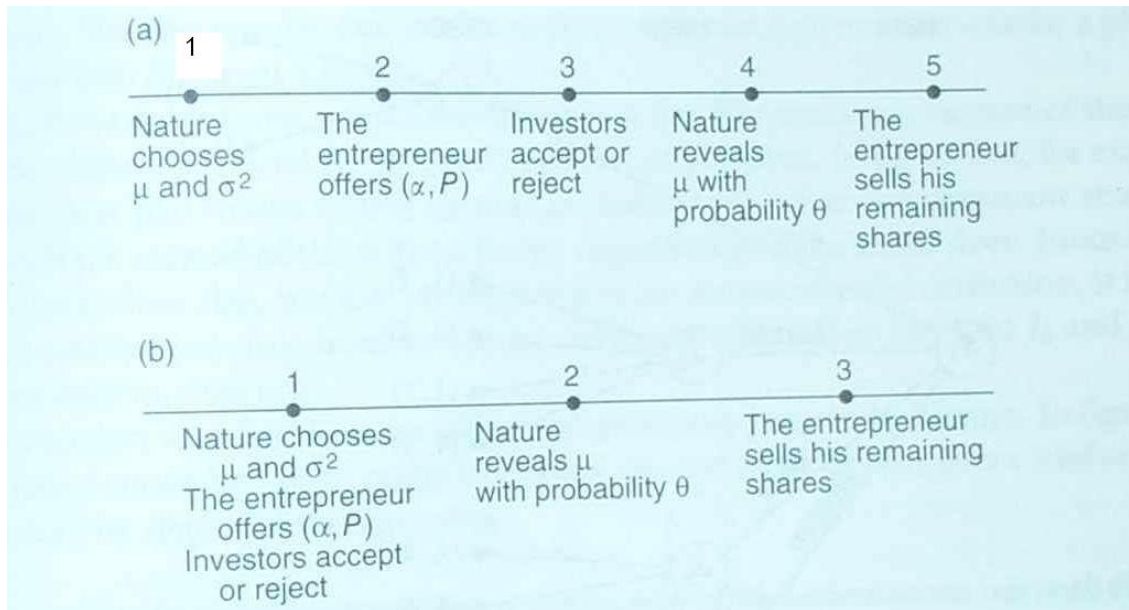 (a)
1 2 3 4 5
Nature The Investors Nature The
chooses entrepreneur accept or reveals entrepreneur
μ and σ² offers (α, P) reject μ with sells his
probability θ remaining
shares
(b)
1 2 3
Nature chooses Nature The entrepreneur
μ and σ² reveals μ sells his remaining
The entrepreneur with probability θ shares
offers (α, P)
Investors accept
or reject